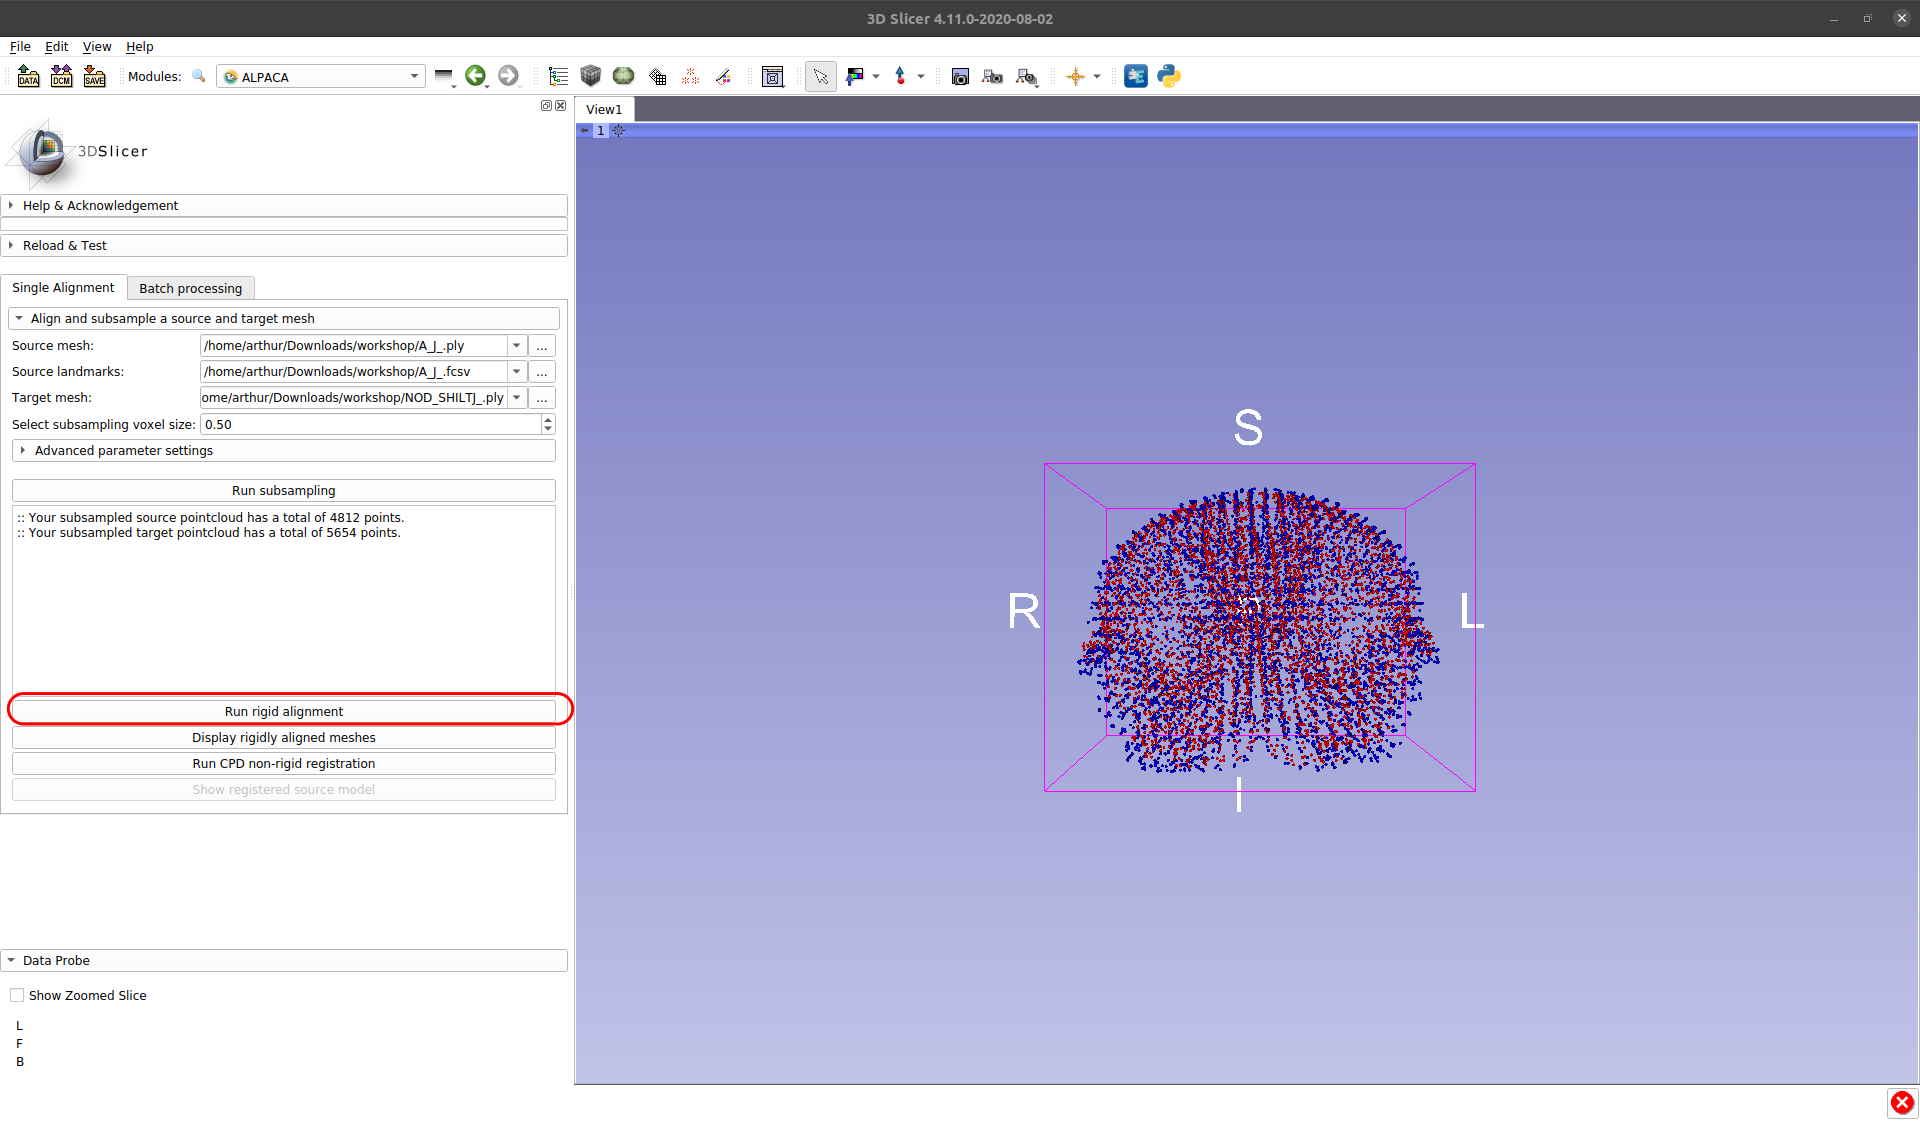 3D Slicer 4.11.0-2020-08-02
File Edit View Help
DATA DCM SAVE Modules: ALPACA
View1
1
3DSlicer
Help & Acknowledgement
Reload & Test
Single Alignment Batch processing
Align and subsample a source and target mesh
Source mesh: /home/arthur/Downloads/workshop/A_J_.ply ...
Source landmarks: /home/arthur/Downloads/workshop/A_J_.fcsv ...
Target mesh: ome/arthur/Downloads/workshop/NOD_SHILTJ_.ply ...
Select subsampling voxel size: 0.50
Advanced parameter settings
Run subsampling
:: Your subsampled source pointcloud has a total of 4812 points.
:: Your subsampled target pointcloud has a total of 5654 points.
Run rigid alignment
Display rigidly aligned meshes
Run CPD non-rigid registration
Show registered source model
S
R
L
I
Data Probe
Show Zoomed Slice
L
F
B